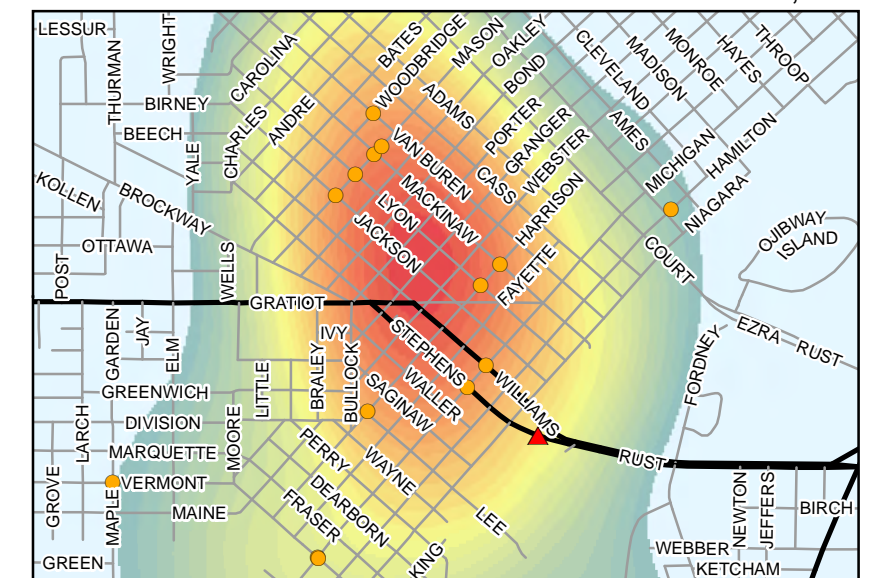 LESSUR
THURMAN
WRIGHT
CAROLINA
BATES
WOODBRIDGE
MASON
OAKLEY
BOND
CLEVELAND
MADISON
MONROE
HAYES
THROOP
BIRNEY
BEECH
YALE
CHARLES
ANDRE
ADAMS
PORTER
GRANGER
WEBSTER
AMES
MICHIGAN
HAMILTON
NIAGARA
KOLLEN
BROCKWAY
VAN BUREN
MACKINAW
LYON
JACKSON
CASS
HARRISON
FAYETTE
COURT
OJIBWAY
ISLAND
OTTAWA
POST
WELLS
GRATIOT
EZRA RUST
FORDNEY
GARDEN
JAY
ELM
IVY
STEPHENS
WALLER
WILLIAMS
SAGINAW
BULLOCK
BRALEY
LITTLE
GREENWICH
LARCH
DIVISION
MOORE
MARQUETTE
PERRY
WAYNE
RUST
GROVE
MAPLE
VERMONT
MAINE
DEARBORN
FRASER
LEE
KING
NEWTON
JEFFERS
BIRCH
WEBBER
KETCHAM
GREEN